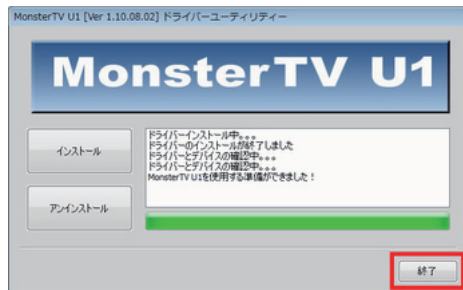 MonsterTV U1 [Ver 1.10.08.02] ドライバーユーティリティー
MonsterTV U1
インストール
ドライバーインストール中。。。
ドライバーのインストールが終了しました
ドライバーとデバイスの確認中。。。
ドライバーとデバイスの確認中。。。
MonsterTV U1を使用する準備ができました！
アンインストール
終了